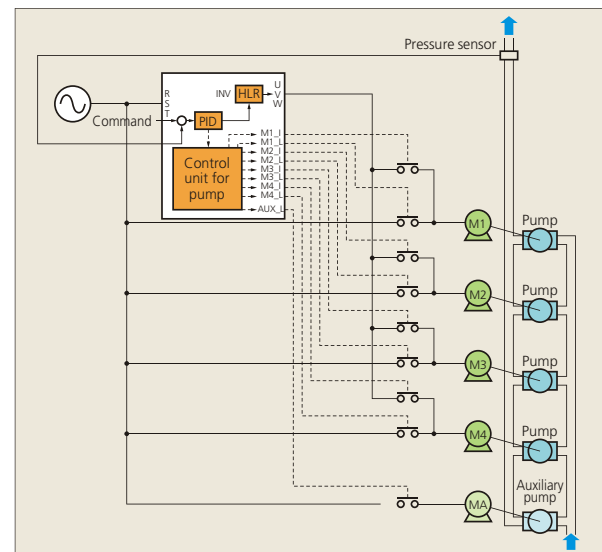 Pressure sensor
R
S
T
INV
HLR
U
V
W
Command
PID
Control
unit for
pump
M1_I
M1_L
M2_I
M2_L
M3_I
M3_L
M4_I
M4_L
AUX_L
M1
Pump
M2
Pump
M3
Pump
M4
Pump
Auxiliary
pump
MA